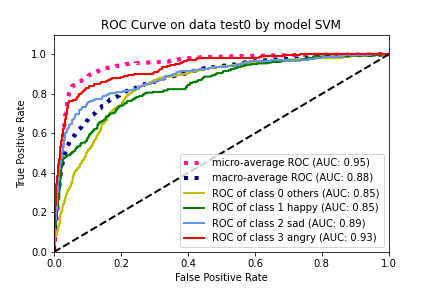 ROC Curve on data test0 by model SVM
True Positive Rate
1.0
0.8
0.6
0.4
0.2
0.0
micro-average ROC (AUC: 0.95)
macro-average ROC (AUC: 0.88)
ROC of class 0 others (AUC: 0.85)
ROC of class 1 happy (AUC: 0.85)
ROC of class 2 sad (AUC: 0.89)
ROC of class 3 angry (AUC: 0.93)
0.0 0.2 0.4 0.6 0.8 1.0
False Positive Rate